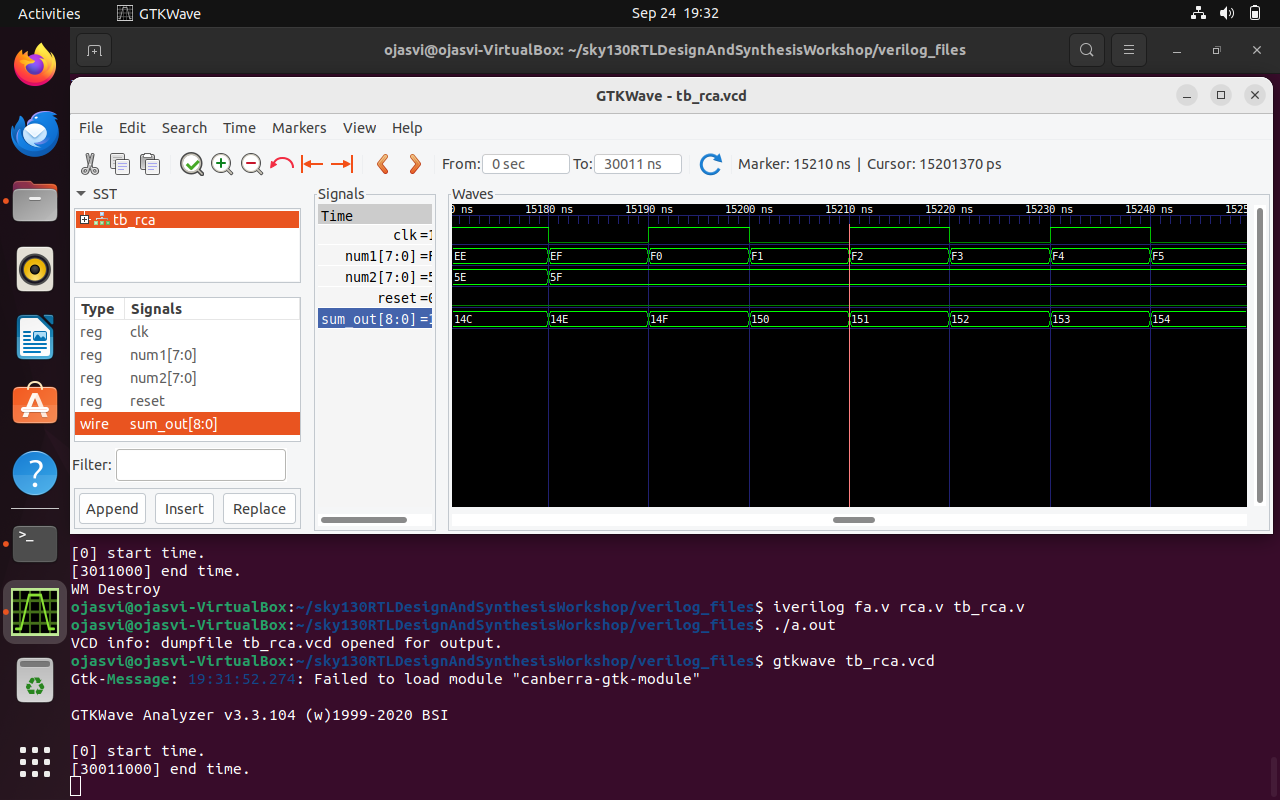 Activities GTKWave Sep 24 19:32
ojasvi@ojasvi-VirtualBox: ~/sky130RTLDesignAndSynthesisWorkshop/verilog_files
GTKWave - tb_rca.vcd
File Edit Search Time Markers View Help
From: 0 sec To: 30011 ns Marker: 15210 ns | Cursor: 15201370 ps
SST
tb_rca
Type Signals
reg clk
reg num1[7:0]
reg num2[7:0]
reg reset
wire sum_out[8:0]
Filter:
Append Insert Replace
Signals
Time
clk =1
num1[7:0] =F
num2[7:0] =5
reset =0
sum_out[8:0] =1
Waves
0 ns 15180 ns 15190 ns 15200 ns 15210 ns 15220 ns 15230 ns 15240 ns 1525
EE EF F0 F1 F2 F3 F4 F5
5E 5F
14C 14E 14F 150 151 152 153 154
[0] start time.
[3011000] end time.
WM Destroy
ojasvi@ojasvi-VirtualBox:~/sky130RTLDesignAndSynthesisWorkshop/verilog_files$ iverilog fa.v rca.v tb_rca.v
ojasvi@ojasvi-VirtualBox:~/sky130RTLDesignAndSynthesisWorkshop/verilog_files$ ./a.out
VCD info: dumpfile tb_rca.vcd opened for output.
ojasvi@ojasvi-VirtualBox:~/sky130RTLDesignAndSynthesisWorkshop/verilog_files$ gtkwave tb_rca.vcd
Gtk-Message: 19:31:52.274: Failed to load module "canberra-gtk-module"
GTKWave Analyzer v3.3.104 (w)1999-2020 BSI
[0] start time.
[30011000] end time.